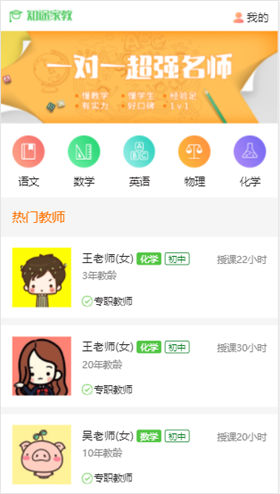 知途家教
我的
一对一超强名师
·懂教学 ·懂学生 ·经验足
·有实力 ·好口碑 ·1v1
语文 数学 英语 物理 化学
热门教师
王老师(女) 化学 初中 授课22小时
3年教龄
专职教师
王老师(女) 化学 初中 授课30小时
20年教龄
专职教师
吴老师(女) 数学 初中 授课20小时
10年教龄
专职教师